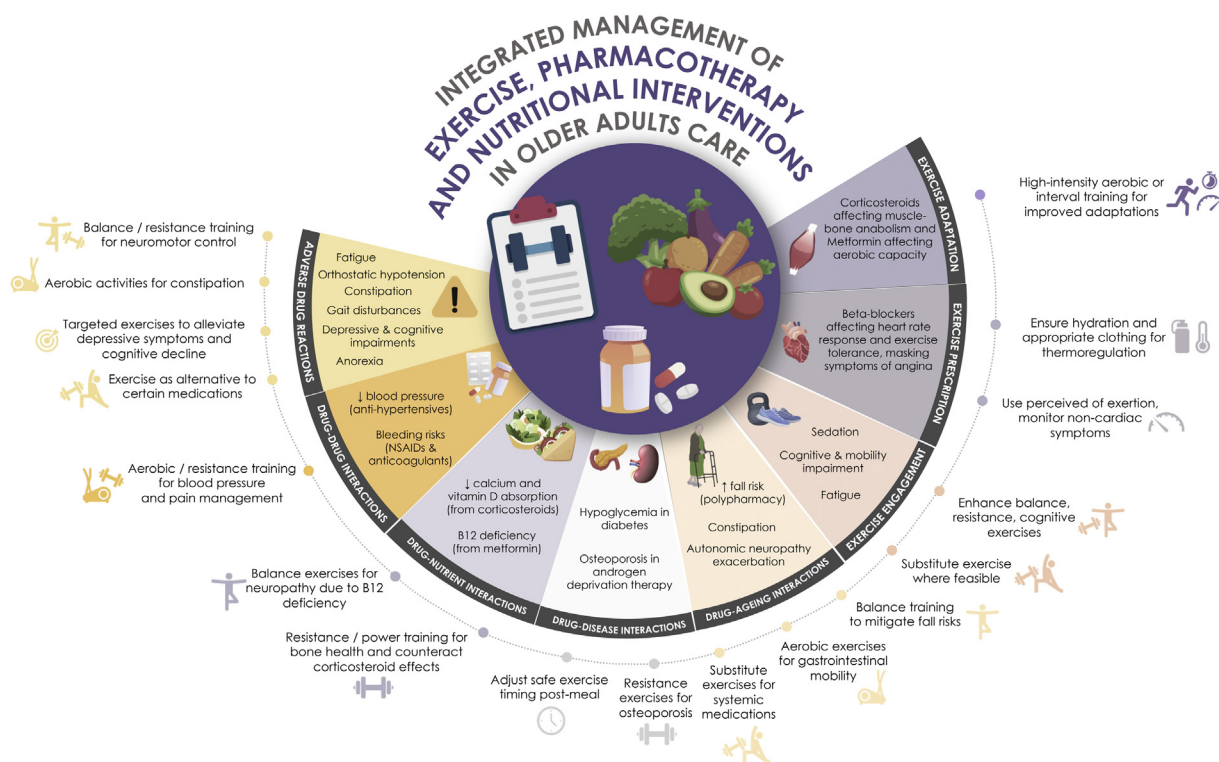 INTEGRATED MANAGEMENT OF
EXERCISE, PHARMACOTHERAPY
AND NUTRITIONAL INTERVENTIONS
IN OLDER ADULTS CARE
ADVERSE DRUG REACTIONS
Fatigue
Orthostatic hypotension
Constipation
Gait disturbances
Depressive & cognitive
impairments
Anorexia
DRUG-DRUG INTERACTIONS
↓ blood pressure
(anti-hypertensives)
Bleeding risks
(NSAIDs &
anticoagulants)
DRUG-NUTRIENT INTERACTIONS
↓ calcium and
vitamin D absorption
(from corticosteroids)
B12 deficiency
(from metformin)
DRUG-DISEASE INTERACTIONS
Hypoglycemia in
diabetes
Osteoporosis in
androgen
deprivation therapy
DRUG-AGEING INTERACTIONS
↑ fall risk
(polypharmacy)
Constipation
Autonomic neuropathy
exacerbation
EXERCISE ENGAGEMENT
Sedation
Cognitive & mobility
impairment
Fatigue
EXERCISE PRESCRIPTION
Beta-blockers
affecting heart rate
response and exercise
tolerance, masking
symptoms of angina
EXERCISE ADAPTATION
Corticosteroids
affecting muscle-
bone anabolism and
Metformin affecting
aerobic capacity
Balance / resistance training
for neuromotor control
Aerobic activities for constipation
Targeted exercises to alleviate
depressive symptoms and
cognitive decline
Exercise as alternative to
certain medications
Aerobic / resistance training
for blood pressure
and pain management
Balance exercises for
neuropathy due to B12
deficiency
Resistance / power training for
bone health and counteract
corticosteroid effects
Adjust safe exercise
timing post-meal
Resistance
exercises for
osteoporosis
Substitute
exercises for
systemic
medications
Aerobic exercises
for gastrointestinal
mobility
Balance training
to mitigate fall risks
Substitute exercise
where feasible
Enhance balance,
resistance, cognitive
exercises
Use perceived of exertion,
monitor non-cardiac
symptoms
Ensure hydration and
appropriate clothing for
thermoregulation
High-intensity aerobic or
interval training for
improved adaptations